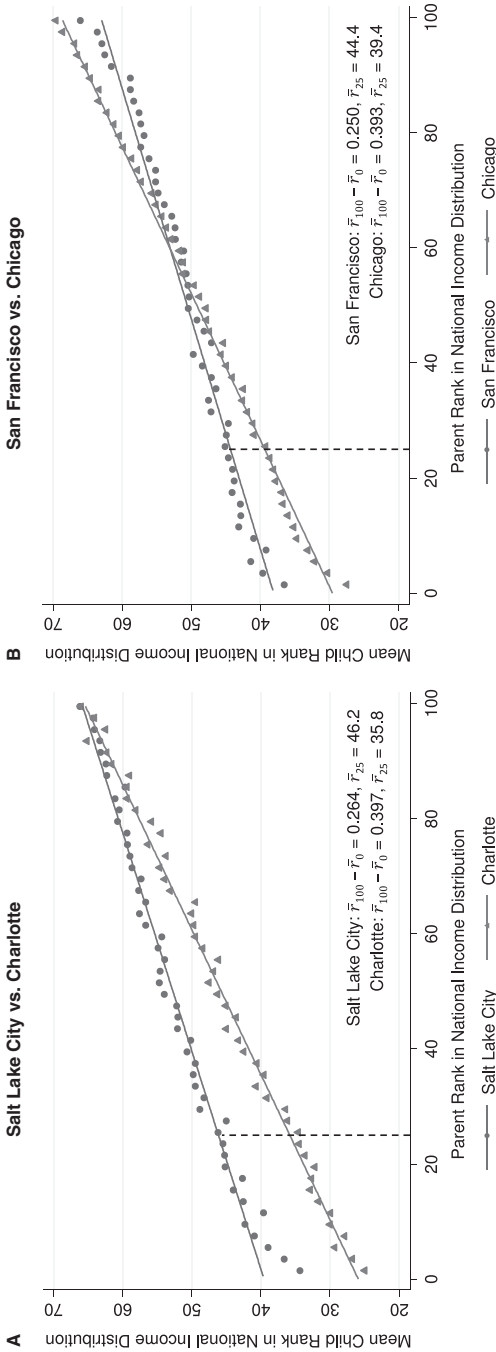 A
Salt Lake City vs. Charlotte
Mean Child Rank in National Income Distribution
70
60
50
40
30
20
0
20
40
60
80
100
Salt Lake City: r̄100 – r̄0 = 0.264, r̄25 = 46.2
Charlotte: r̄100 – r̄0 = 0.397, r̄25 = 35.8
Parent Rank in National Income Distribution
Salt Lake City
Charlotte
B
San Francisco vs. Chicago
Mean Child Rank in National Income Distribution
70
60
50
40
30
20
0
20
40
60
80
100
San Francisco: r̄100 – r̄0 = 0.250, r̄25 = 44.4
Chicago: r̄100 – r̄0 = 0.393, r̄25 = 39.4
Parent Rank in National Income Distribution
San Francisco
Chicago